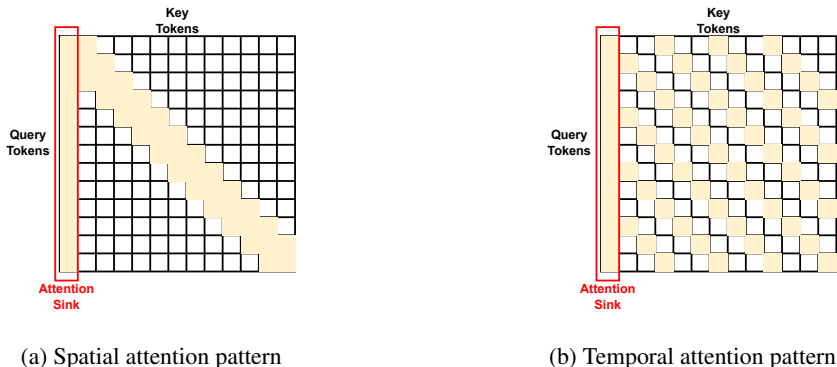 Key
Tokens
Query
Tokens
Attention
Sink
(a) Spatial attention pattern
Key
Tokens
Query
Tokens
Attention
Sink
(b) Temporal attention pattern